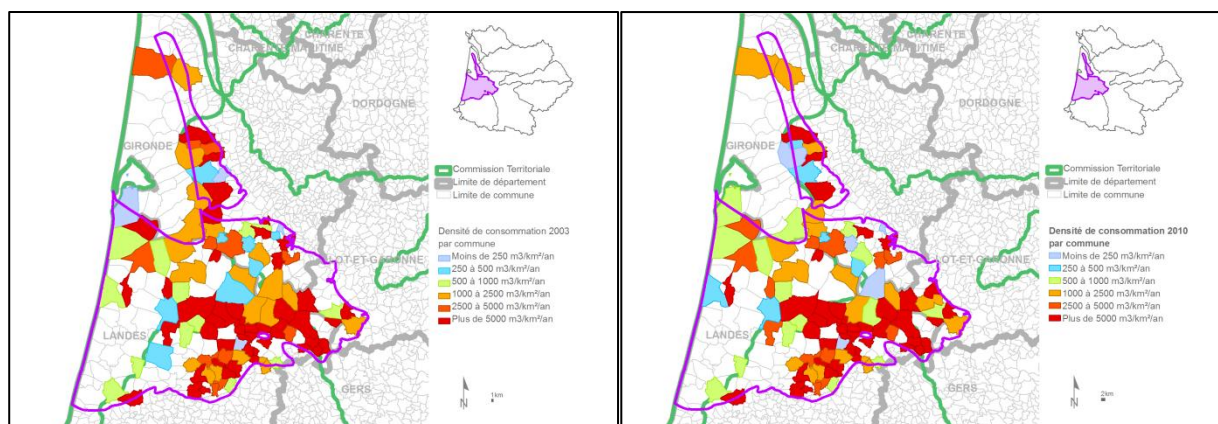 CHARENTE
CHARENTE-MARITIME
DORDOGNE
GIRONDE
LOT-ET-GARONNE
LANDES
GERS
Commission Territoriale
Limite de département
Limite de commune
Densité de consommation 2003
par commune
Moins de 250 m3/km²/an
250 à 500 m3/km²/an
500 à 1000 m3/km²/an
1000 à 2500 m3/km²/an
2500 à 5000 m3/km²/an
Plus de 5000 m3/km²/an
N
1km
CHARENTE
CHARENTE-MARITIME
DORDOGNE
GIRONDE
LOT-ET-GARONNE
LANDES
GERS
Commission Territoriale
Limite de département
Limite de commune
Densité de consommation 2010
par commune
Moins de 250 m3/km²/an
250 à 500 m3/km²/an
500 à 1000 m3/km²/an
1000 à 2500 m3/km²/an
2500 à 5000 m3/km²/an
Plus de 5000 m3/km²/an
N
2km